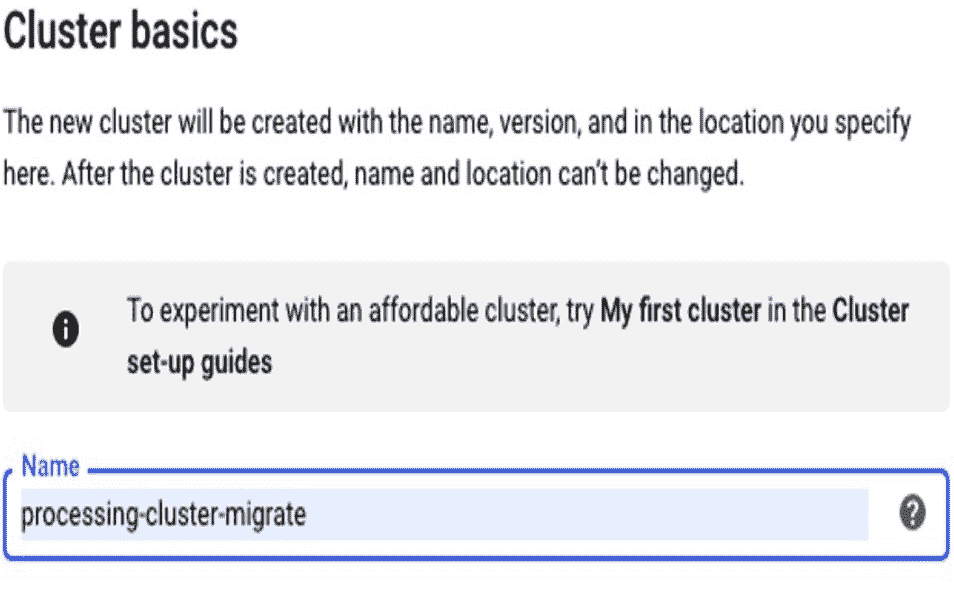 Cluster basics
The new cluster will be created with the name, version, and in the location you specify
here. After the cluster is created, name and location can't be changed.
To experiment with an affordable cluster, try My first cluster in the Cluster
set-up guides
Name
processing-cluster-migrate